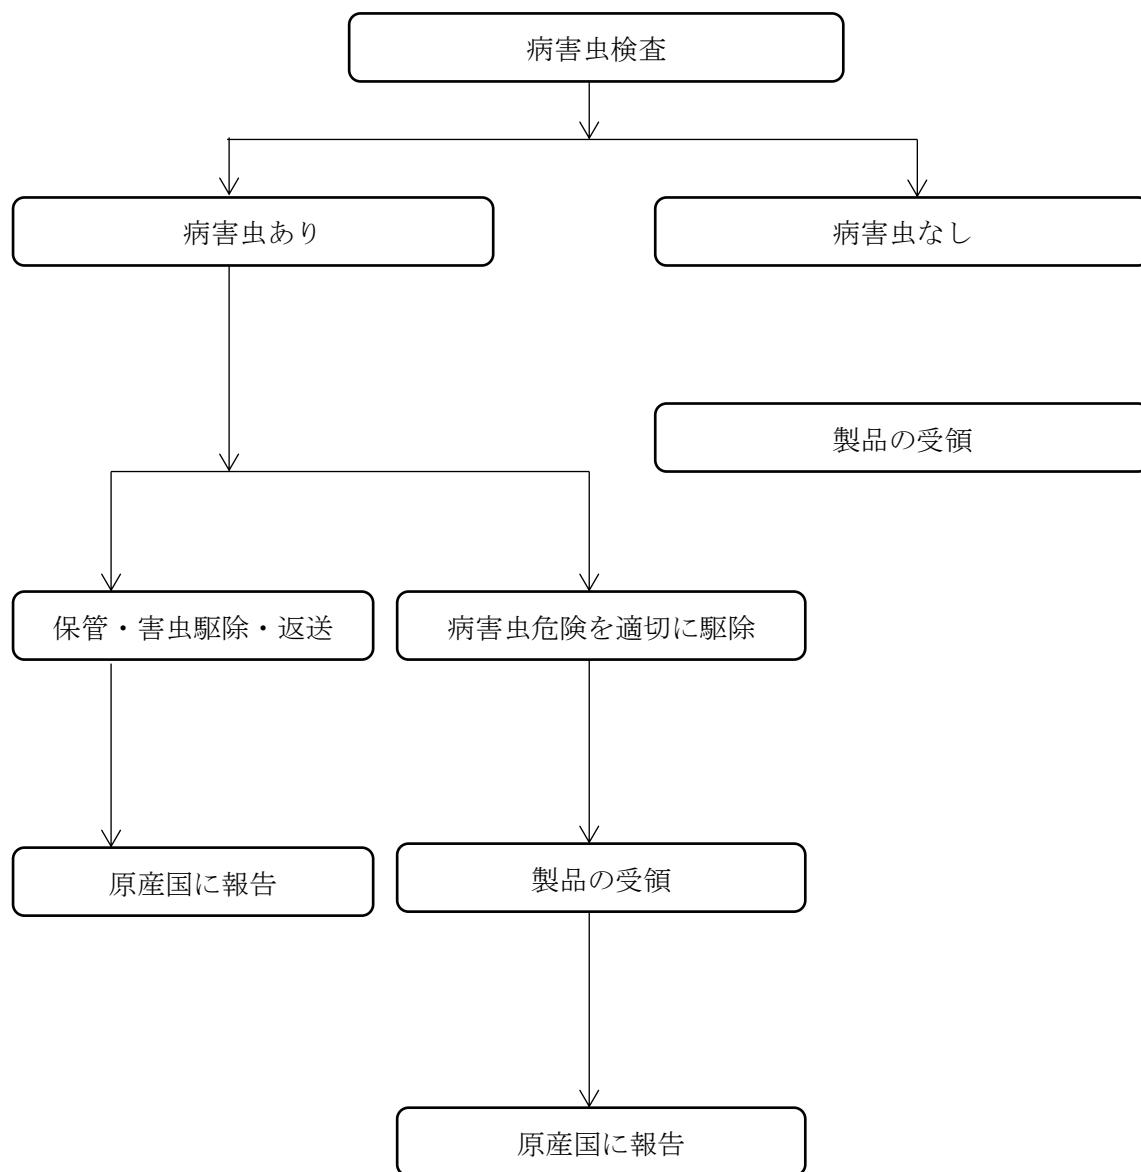 病害虫検査
病害虫あり
病害虫なし
製品の受領
保管・害虫駆除・返送
病害虫危険を適切に駆除
原産国に報告
製品の受領
原産国に報告